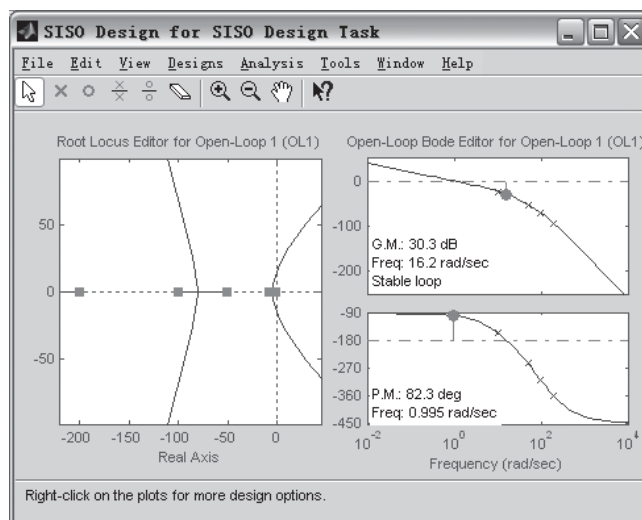 SISO Design for SISO Design Task
File Edit View Designs Analysis Tools Window Help
Root Locus Editor for Open-Loop 1 (OL1)
50
0
-50
-200 -150 -100 -50 0
Real Axis
Open-Loop Bode Editor for Open-Loop 1 (OL1)
0
-100
-200
G.M.: 30.3 dB
Freq: 16.2 rad/sec
Stable loop
-90
-180
-270
-360
-450
P.M.: 82.3 deg
Freq: 0.995 rad/sec
10^-2 10^0 10^2 10^4
Frequency (rad/sec)
Right-click on the plots for more design options.